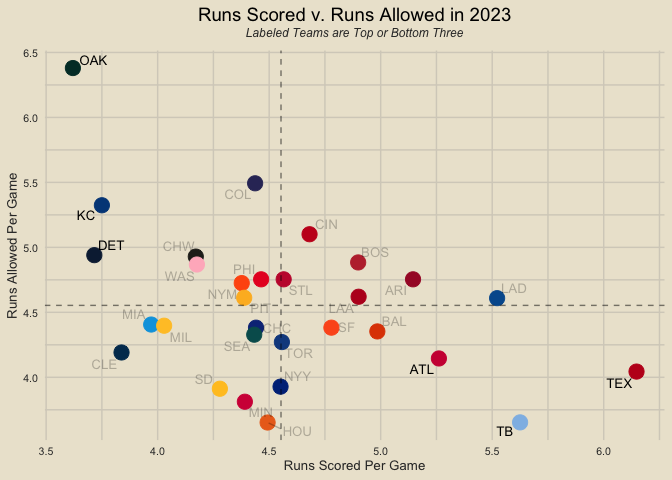 Runs Scored v. Runs Allowed in 2023
Labeled Teams are Top or Bottom Three
6.5
OAK
6.0
5.5
COL
KC
CIN
5.0
DET
CHW
BOS
WAS
PHI
STL
ARI
LAD
NYM
PIT
LAA
4.5
MIA
MIL
CHC
SF
BAL
SEA
TOR
CLE
ATL
TEX
4.0
SD
NYY
MIN
HOU
TB
3.5
4.0
4.5
5.0
5.5
6.0
Runs Scored Per Game
Runs Allowed Per Game